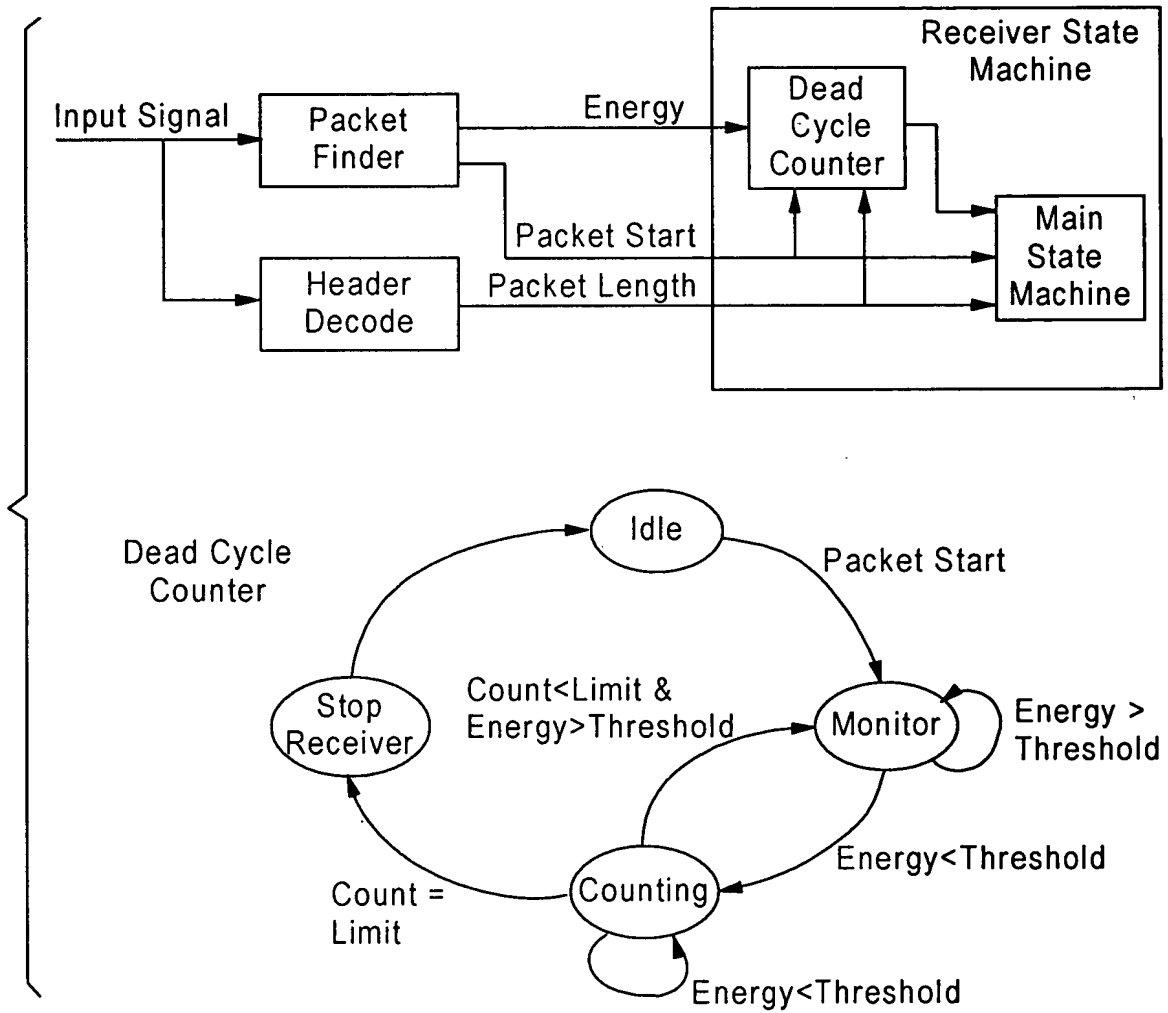 Receiver State
Machine
Input Signal
Packet
Finder
Energy
Dead
Cycle
Counter
Packet Start
Main
State
Machine
Header
Decode
Packet Length
Dead Cycle
Counter
Idle
Packet Start
Stop
Receiver
Count<Limit &
Energy>Threshold
Monitor
Energy >
Threshold
Energy<Threshold
Counting
Count =
Limit
Energy<Threshold